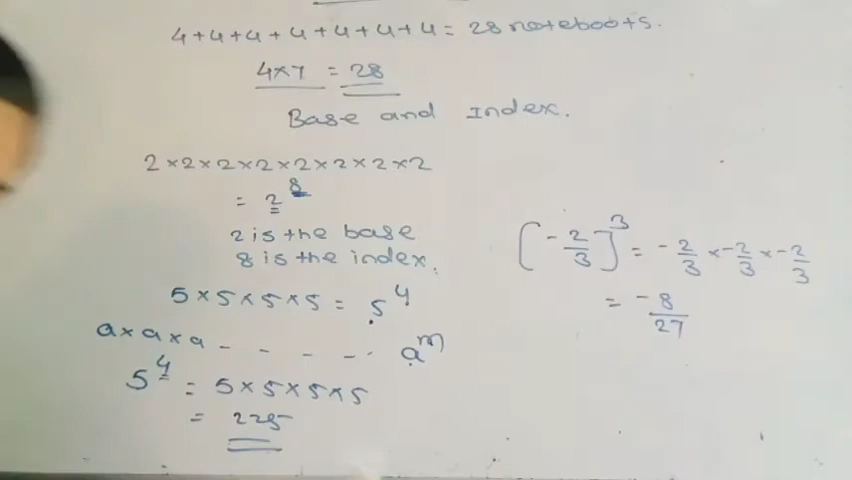 4+4+4+4+4+4+4 = 28 notebooks.
4×7 = 28
Base and Index.
2×2×2×2×2×2×2×2
= 2^8
2 is the base
8 is the index.
5×5×5×5 = 5^4
a×a×a - - - - - a^m
5^4 = 5×5×5×5
= 225
[-2/3]^3 = -2/3 × -2/3 × -2/3
= -8/27